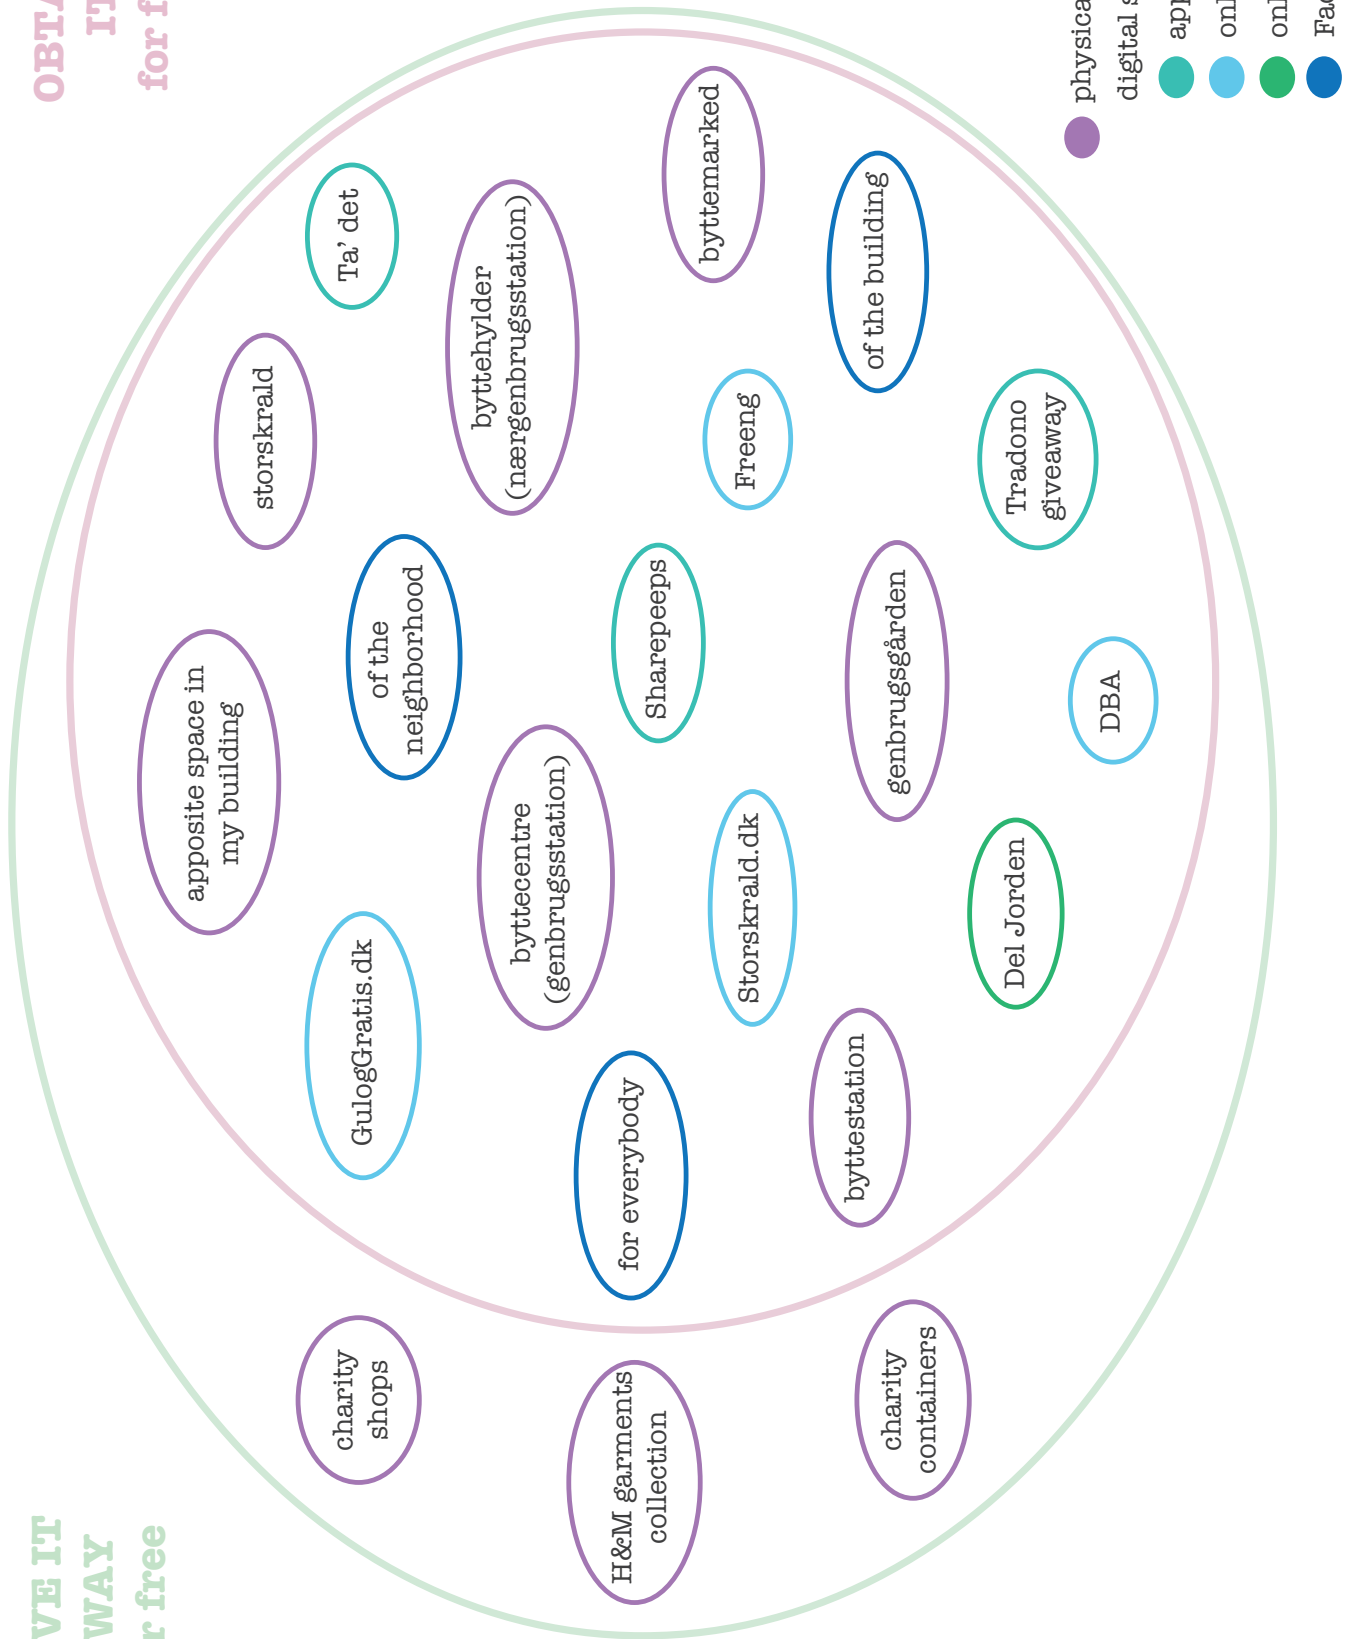 VE IT
WAY
r free
OBTA
IT
for f
apposite space in
my building
storskrald
Ta' det
charity
shops
GulogGratis.dk
of the
neighborhood
byttehylder
(nærgenbrugsstation)
byttecentre
(genbrugsstation)
H&M garments
collection
for everybody
Sharepeeps
byttemarked
Freeng
Storskrald.dk
byttestation
of the building
genbrugsgården
charity
containers
Del Jorden
Tradono
giveaway
DBA
physica
digital s
app
onl
onl
Fac